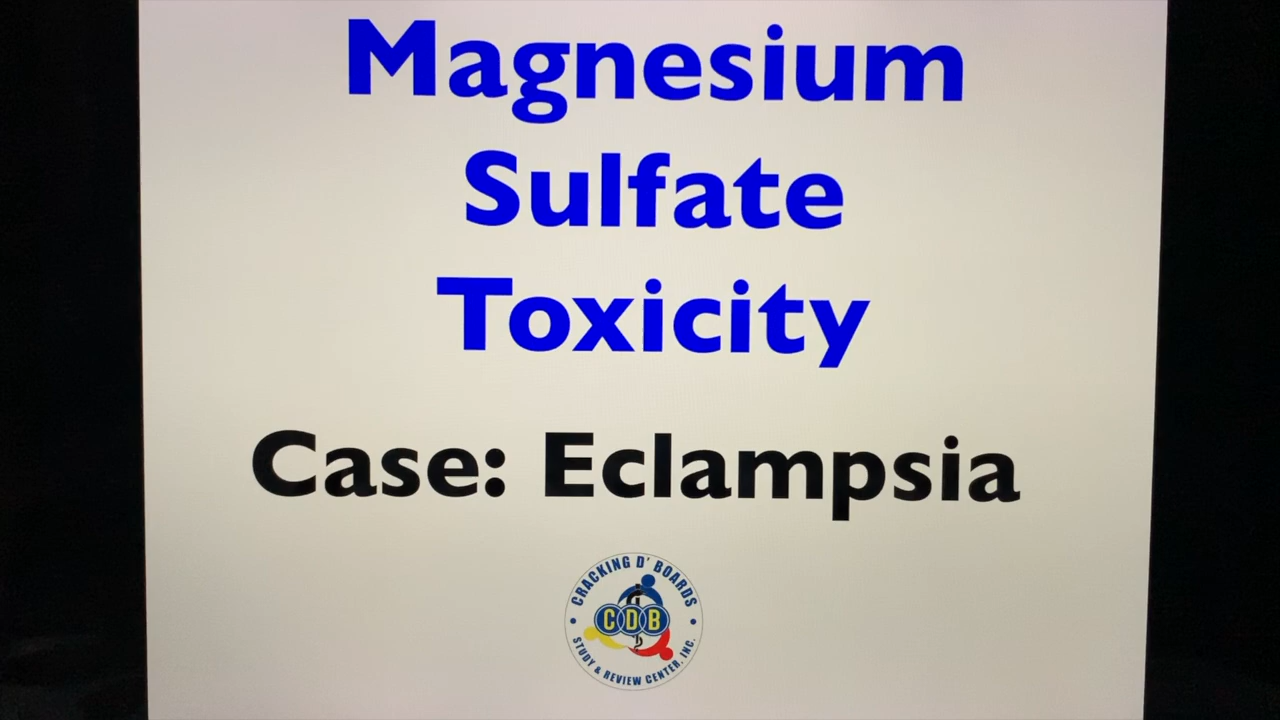 Magnesium
Sulfate
Toxicity
Case: Eclampsia
CRACKING D' BOARDS
CDB
STUDY & REVIEW CENTER, INC.